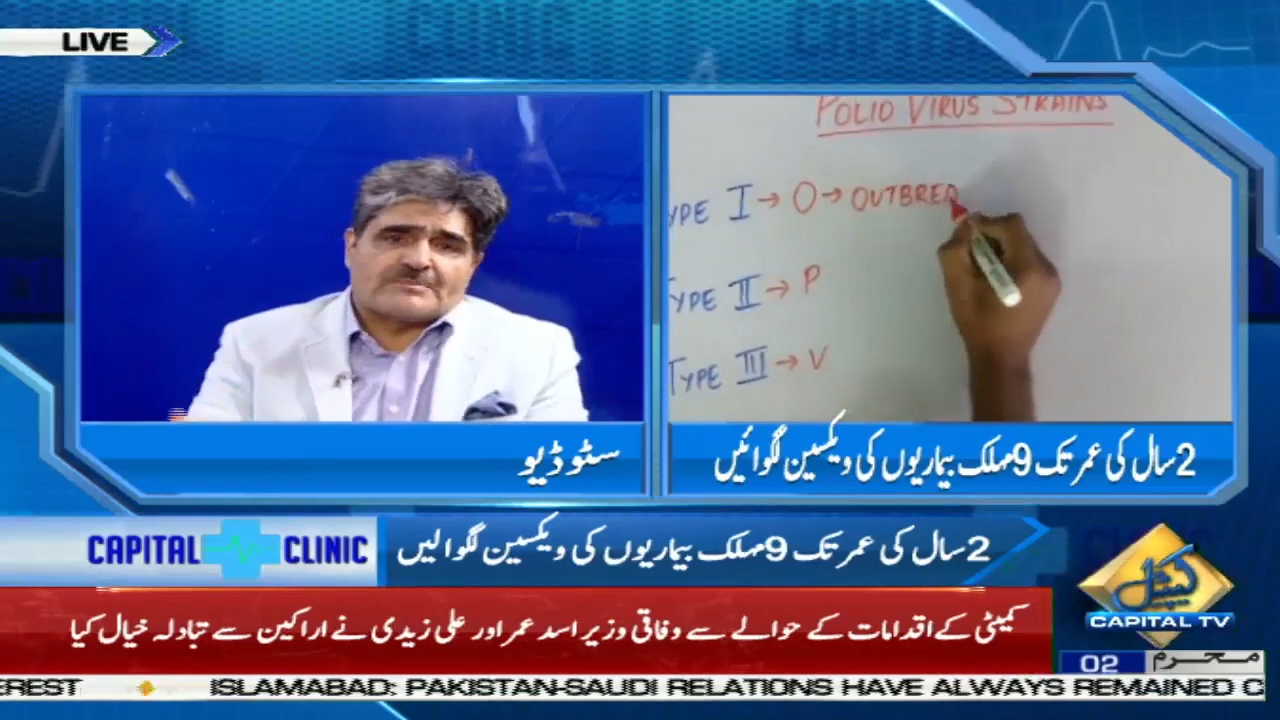 LIVE
POLIO VIRUS STRAINS
YPE I → O → OUTBREA
TYPE II → P
TYPE III → V
سٹوڈیو
2 سال کی عمر تک 9 مہلک بیماریوں کی ویکسین لگوائیں
CAPITAL CLINIC
2 سال کی عمر تک 9 مہلک بیماریوں کی ویکسین لگوالیں
کیپیٹل
CAPITAL TV
کمیٹی کے اقدامات کے حوالے سے وفاقی وزیر اسد عمر اور علی زیدی نے اراکین سے تبادلہ خیال کیا
02 محرم
EREST ISLAMABAD: PAKISTAN-SAUDI RELATIONS HAVE ALWAYS REMAINED C